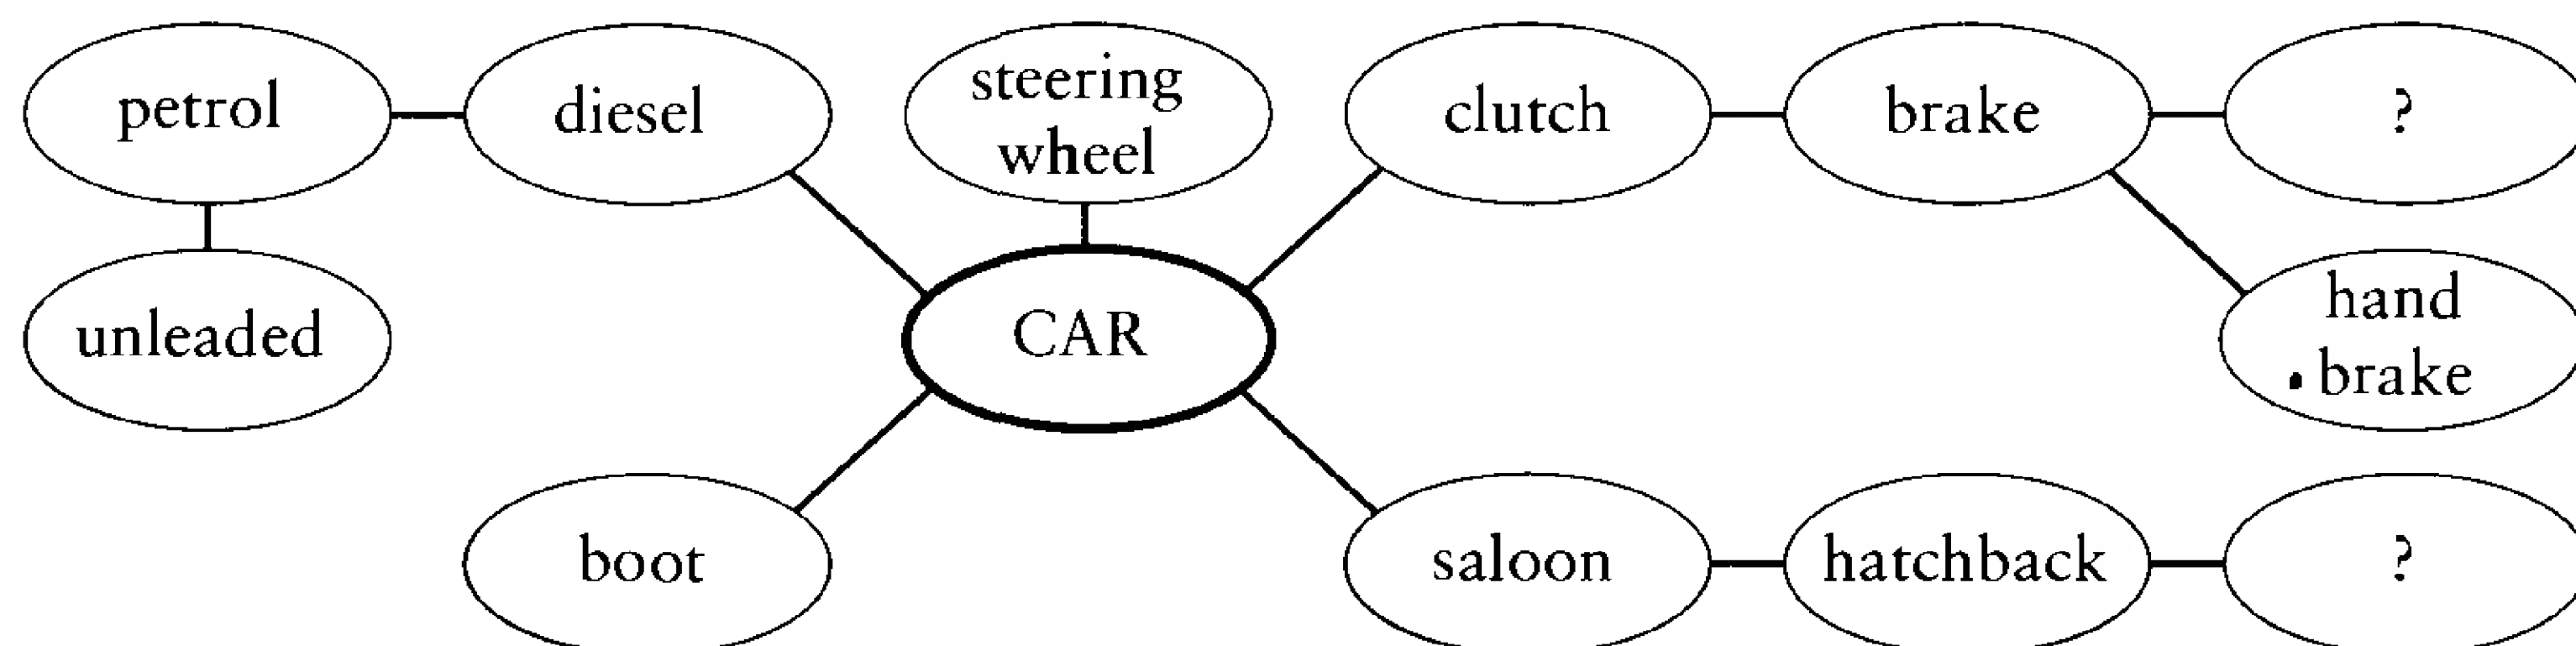 petrol
diesel
steering
wheel
clutch
brake
?
unleaded
CAR
hand
brake
boot
saloon
hatchback
?